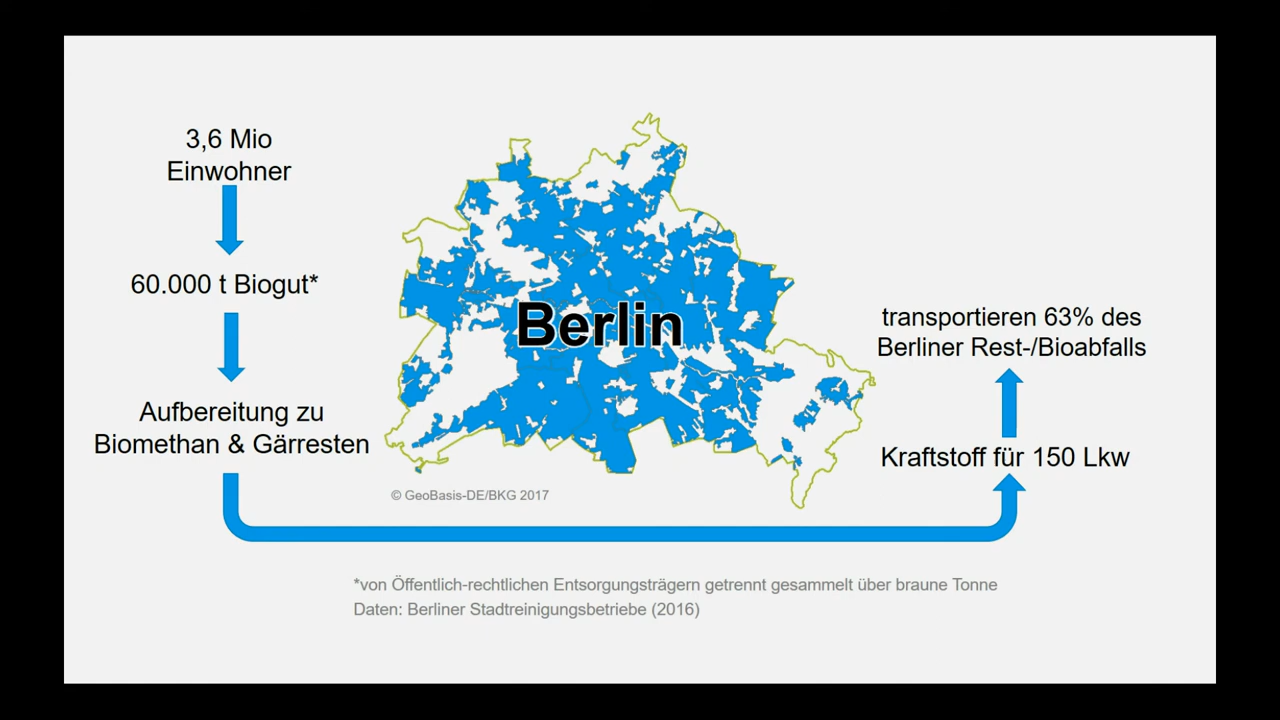 3,6 Mio
Einwohner
60.000 t Biogut*
Aufbereitung zu
Biomethan & Gärresten
Berlin
© GeoBasis-DE/BKG 2017
transportieren 63% des
Berliner Rest-/Bioabfalls
Kraftstoff für 150 Lkw
*von Öffentlich-rechtlichen Entsorgungsträgern getrennt gesammelt über braune Tonne
Daten: Berliner Stadtreinigungsbetriebe (2016)